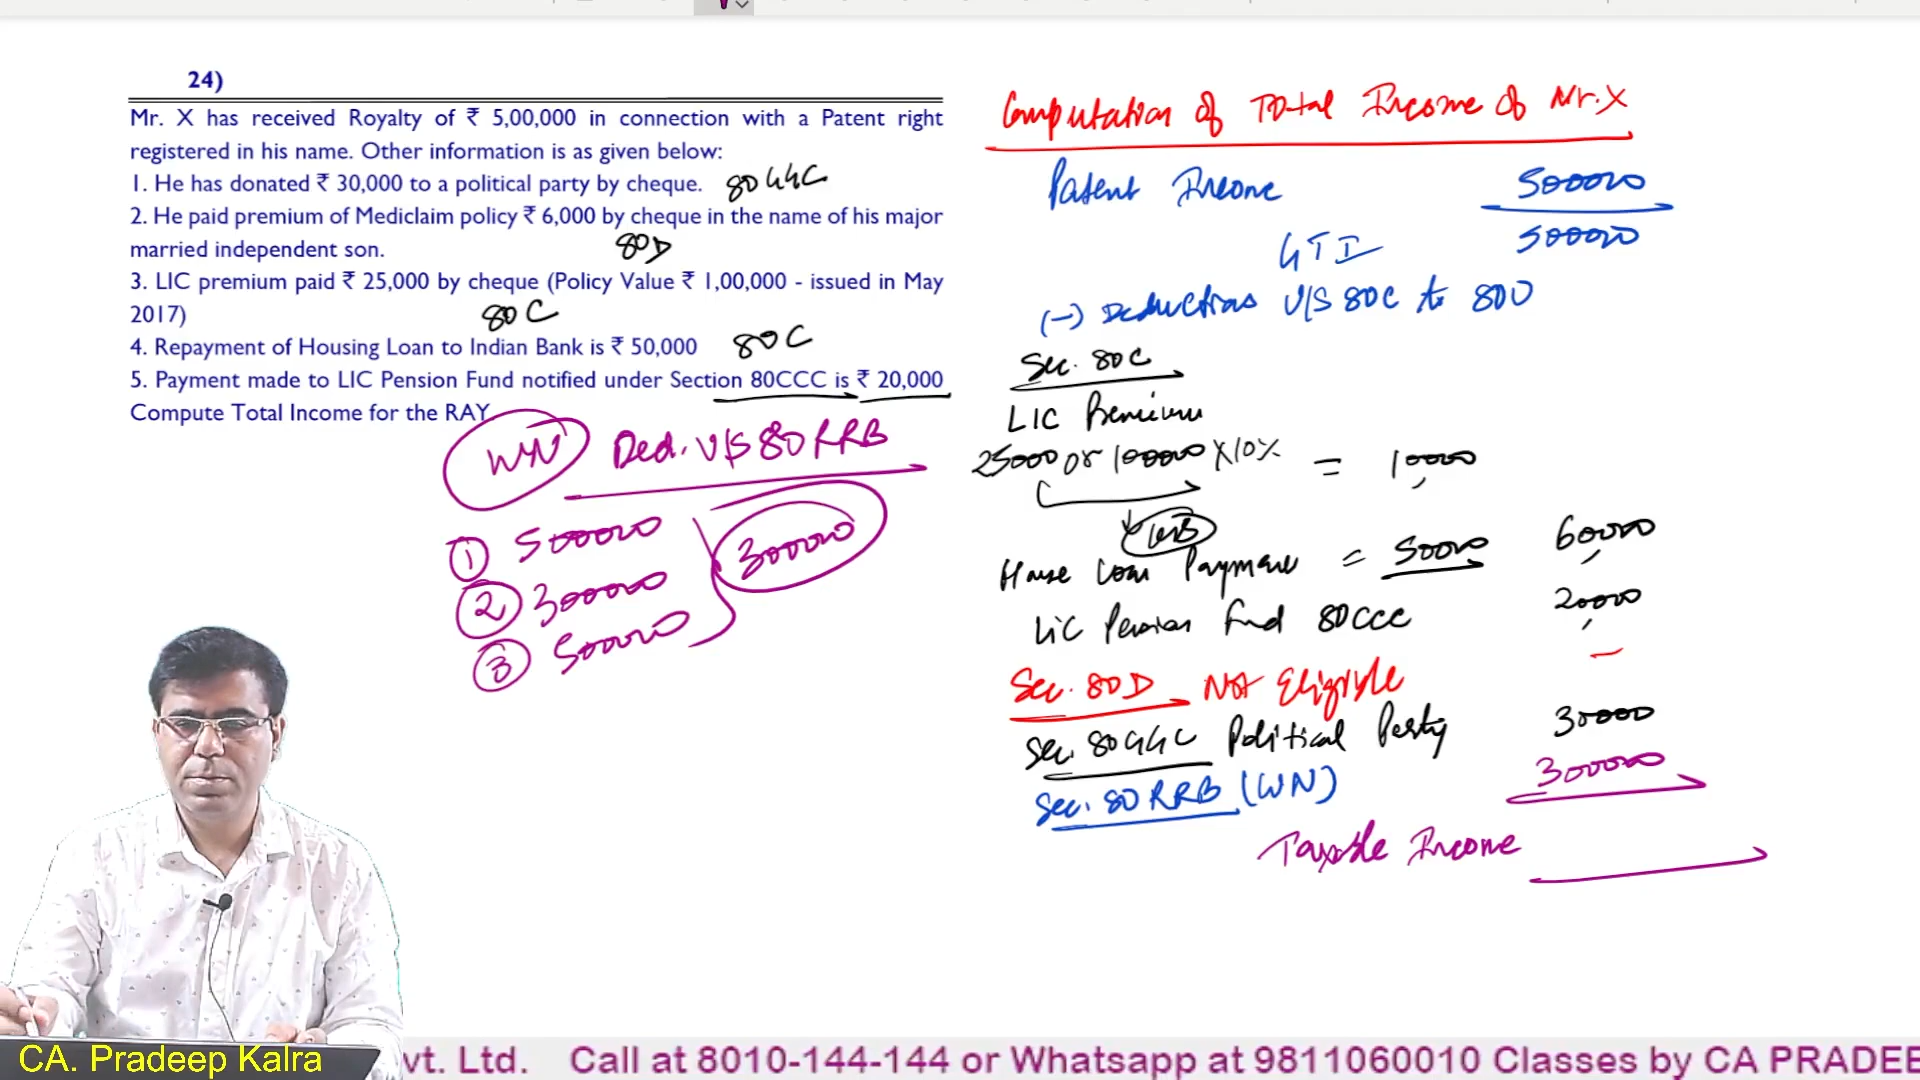 24)
Mr. X has received Royalty of ₹ 5,00,000 in connection with a Patent right
registered in his name. Other information is as given below:
1. He has donated ₹ 30,000 to a political party by cheque. 80GGC
2. He paid premium of Mediclaim policy ₹ 6,000 by cheque in the name of his major
married independent son. 80D
3. LIC premium paid ₹ 25,000 by cheque (Policy Value ₹ 1,00,000 - issued in May
2017) 80C
4. Repayment of Housing Loan to Indian Bank is ₹ 50,000 80C
5. Payment made to LIC Pension Fund notified under Section 80CCC is ₹ 20,000
Compute Total Income for the RAY
WN Ded. U/S 80RRB
① 500000
② 300000
③ 500000
300000
Computation of Total Income of Mr. X
Patent Income 500000
GTI 500000
(-) Deductions U/S 80C to 80U
Sec. 80C
LIC Premium
25000 or 100000 X10% = 10,000
House Loan Payment = 50000 60,000
LIC Pension Fund 80CCC 20,000
Sec. 80D Not Eligible -
Sec. 80GGC Political Party 30000
Sec. 80RRB (WN) 300000
Taxable Income
CA. Pradeep Kalra
vt. Ltd. Call at 8010-144-144 or Whatsapp at 9811060010 Classes by CA PRADEE